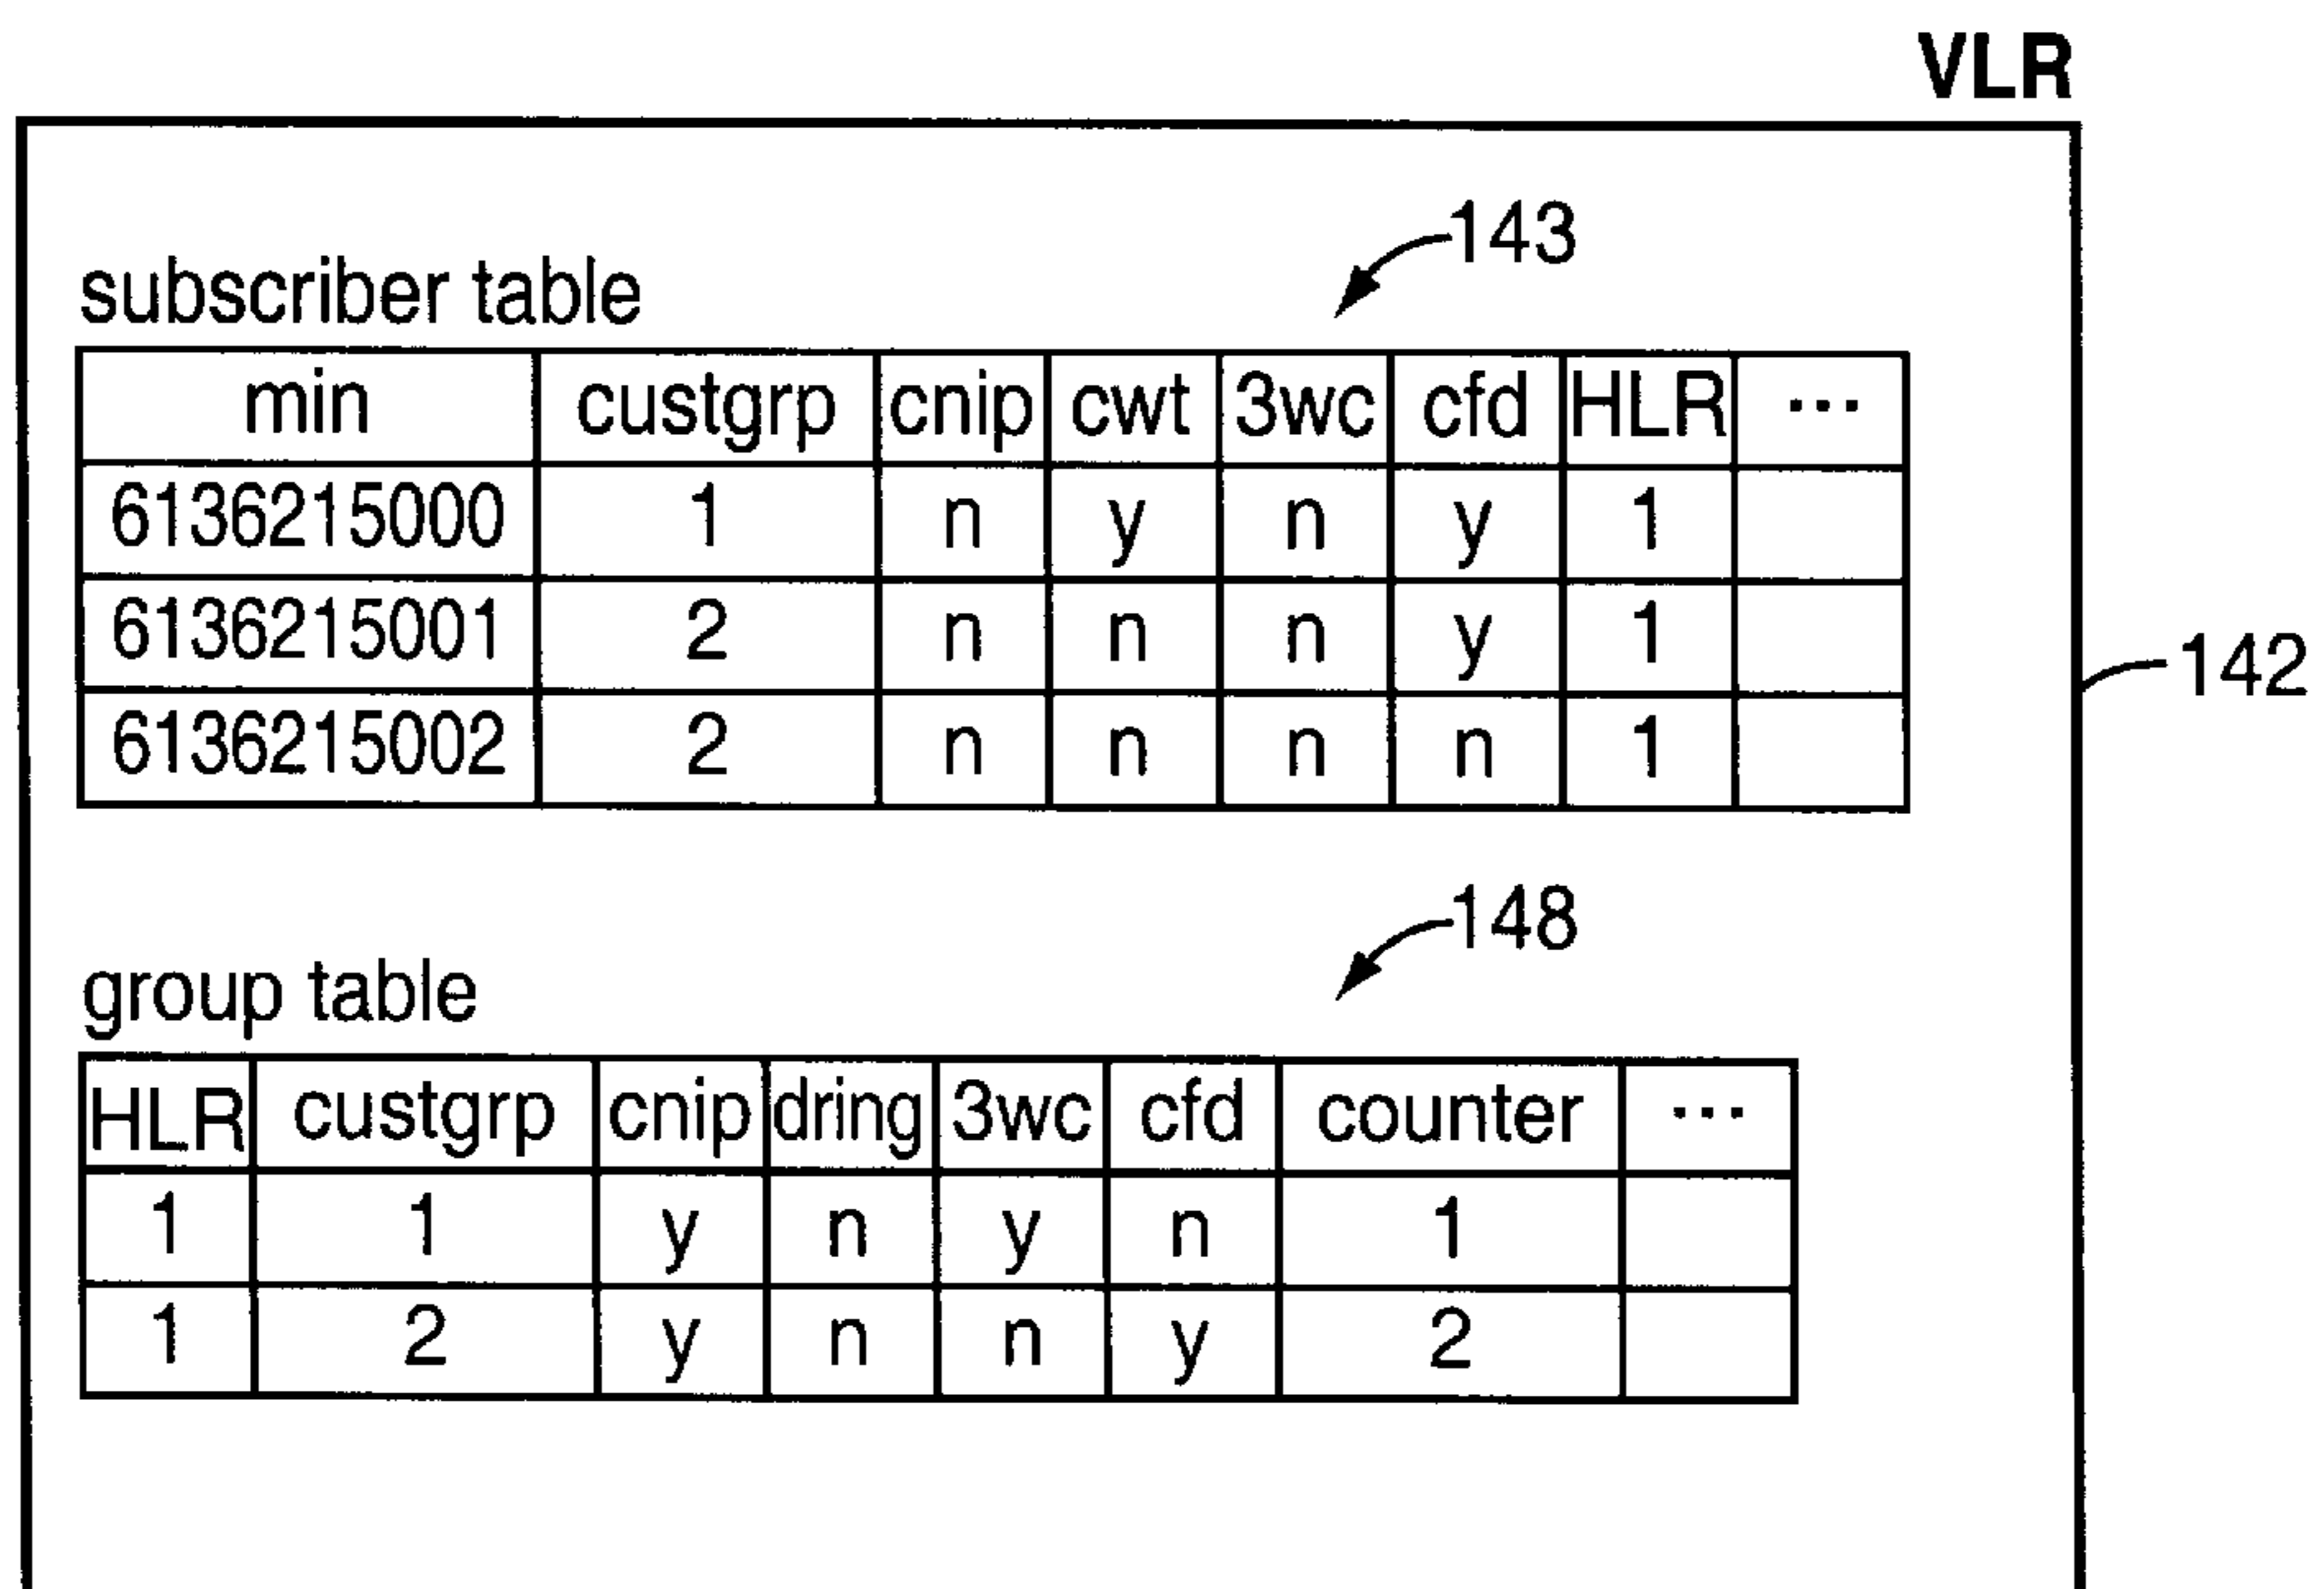 VLR
143
subscriber table
min custgrp cnip cwt 3wc cfd HLR ...
6136215000 1 n y n y 1
6136215001 2 n n n y 1
142
6136215002 2 n n n n 1
148
group table
HLR custgrp cnip dring 3wc cfd counter ...
1 1 y n y n 1
1 2 y n n y 2